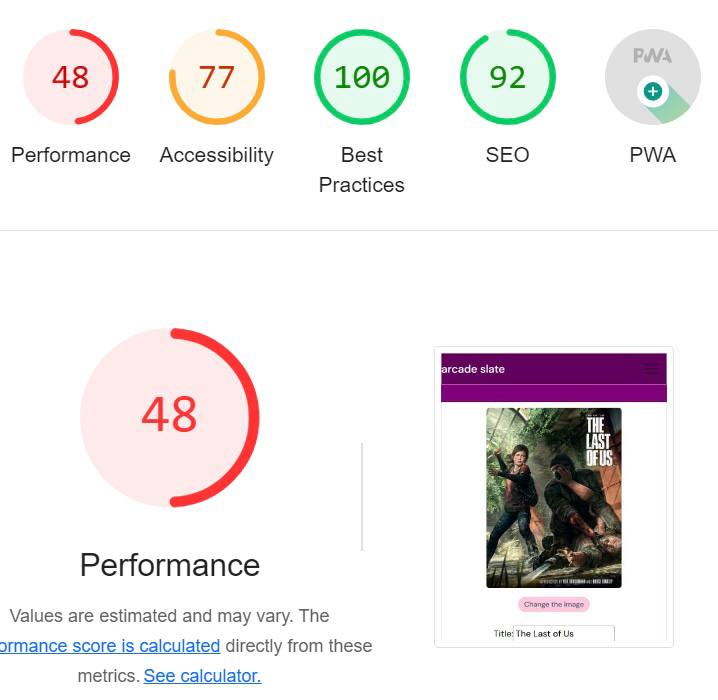 48 77 100 92 PWA
Performance Accessibility Best Practices SEO PWA
48
Performance
Values are estimated and may vary. The
ormance score is calculated directly from these
metrics. See calculator.
arcade slate
THE
LAST
OF US
Change the image
Title: The Last of Us